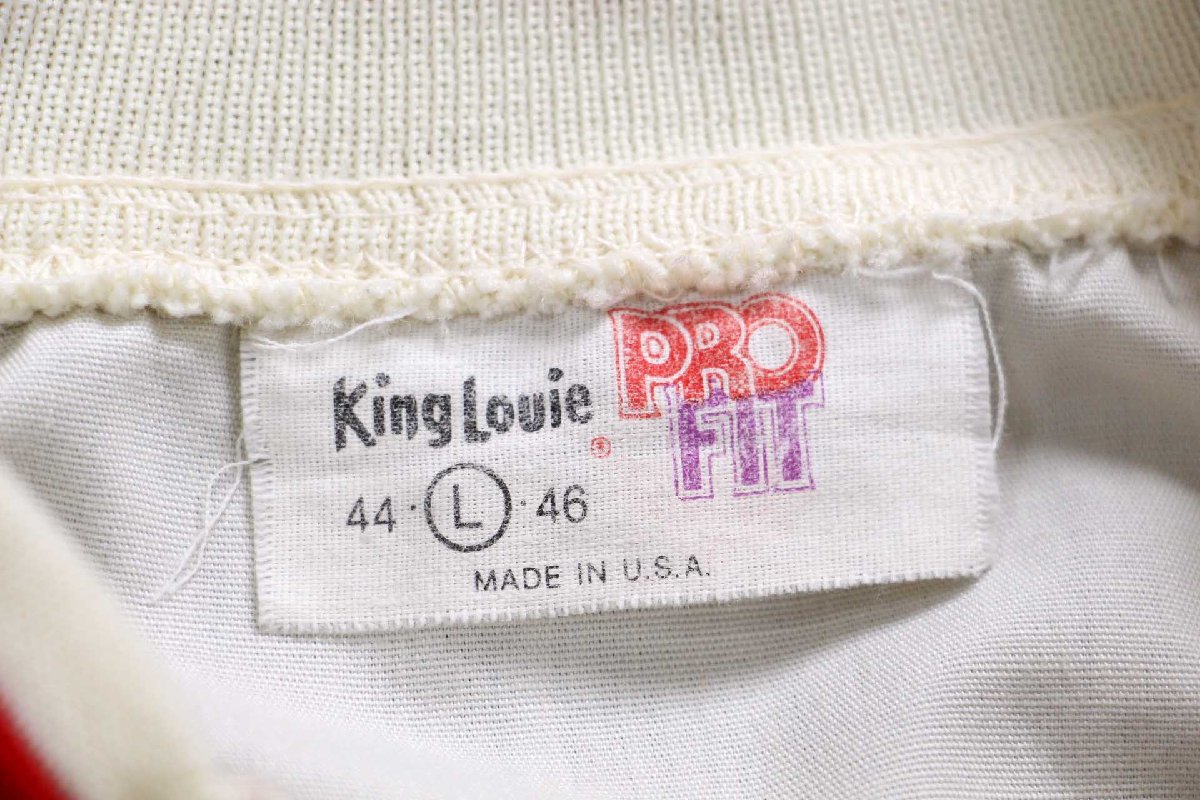 King Louie PRO
® FIT
44 · L · 46
MADE IN U.S.A.